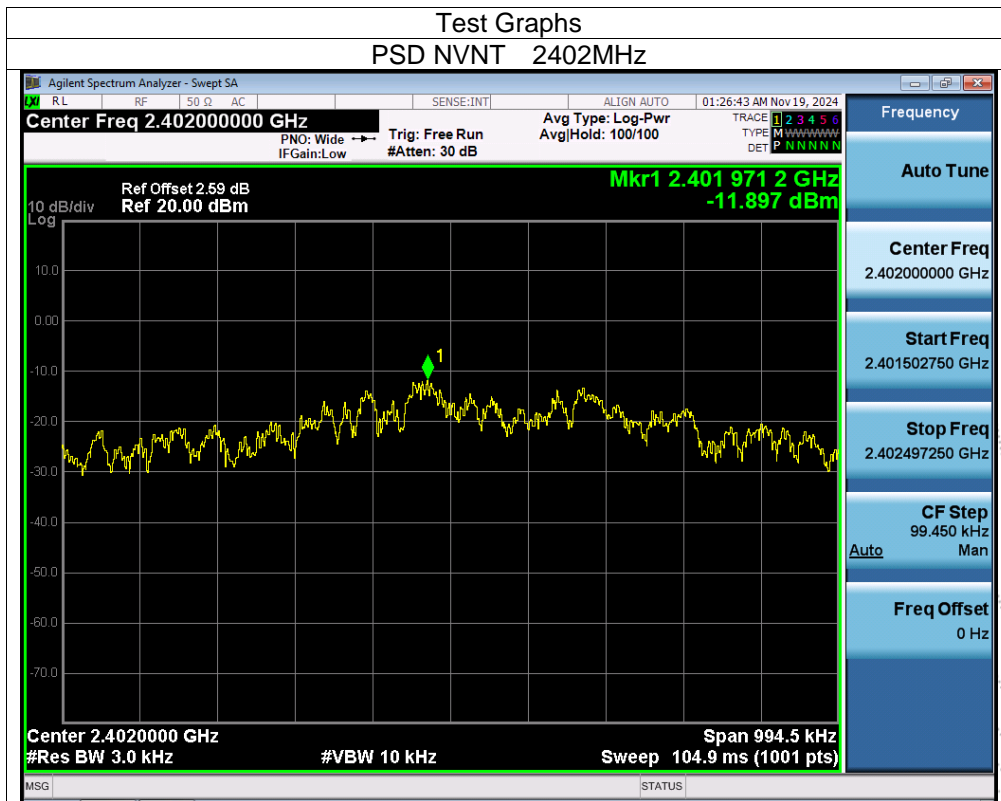 Test Graphs
PSD NVNT 2402MHz
Agilent Spectrum Analyzer - Swept SA
LXI RL RF 50 Ω AC SENSE:INT ALIGN AUTO 01:26:43 AM Nov 19, 2024
Center Freq 2.402000000 GHz
PNO: Wide
IFGain:Low
Trig: Free Run
#Atten: 30 dB
Avg Type: Log-Pwr
Avg|Hold: 100/100
TRACE 1 2 3 4 5 6
TYPE M WWWWW
DET P N N N N N
Mkr1 2.401 971 2 GHz
-11.897 dBm
Ref Offset 2.59 dB
10 dB/div Ref 20.00 dBm
Log
10.0
0.00
-10.0
-20.0
-30.0
-40.0
-50.0
-60.0
-70.0
1
Center 2.4020000 GHz Span 994.5 kHz
#Res BW 3.0 kHz #VBW 10 kHz Sweep 104.9 ms (1001 pts)
MSG STATUS
Frequency
Auto Tune
Center Freq
2.402000000 GHz
Start Freq
2.401502750 GHz
Stop Freq
2.402497250 GHz
CF Step
99.450 kHz
Auto Man
Freq Offset
0 Hz